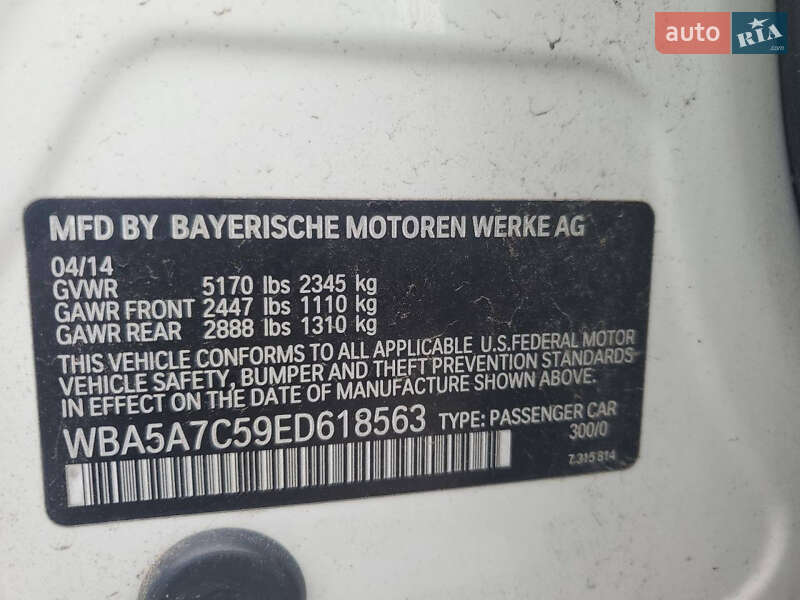 auto RIA
.com
MFD BY BAYERISCHE MOTOREN WERKE AG
04/14
GVWR 5170 lbs 2345 kg
GAWR FRONT 2447 lbs 1110 kg
GAWR REAR 2888 lbs 1310 kg
THIS VEHICLE CONFORMS TO ALL APPLICABLE U.S.FEDERAL MOTOR
VEHICLE SAFETY, BUMPER AND THEFT PREVENTION STANDARDS
IN EFFECT ON THE DATE OF MANUFACTURE SHOWN ABOVE.
WBA5A7C59ED618563 TYPE: PASSENGER CAR
300/0
7.315 814